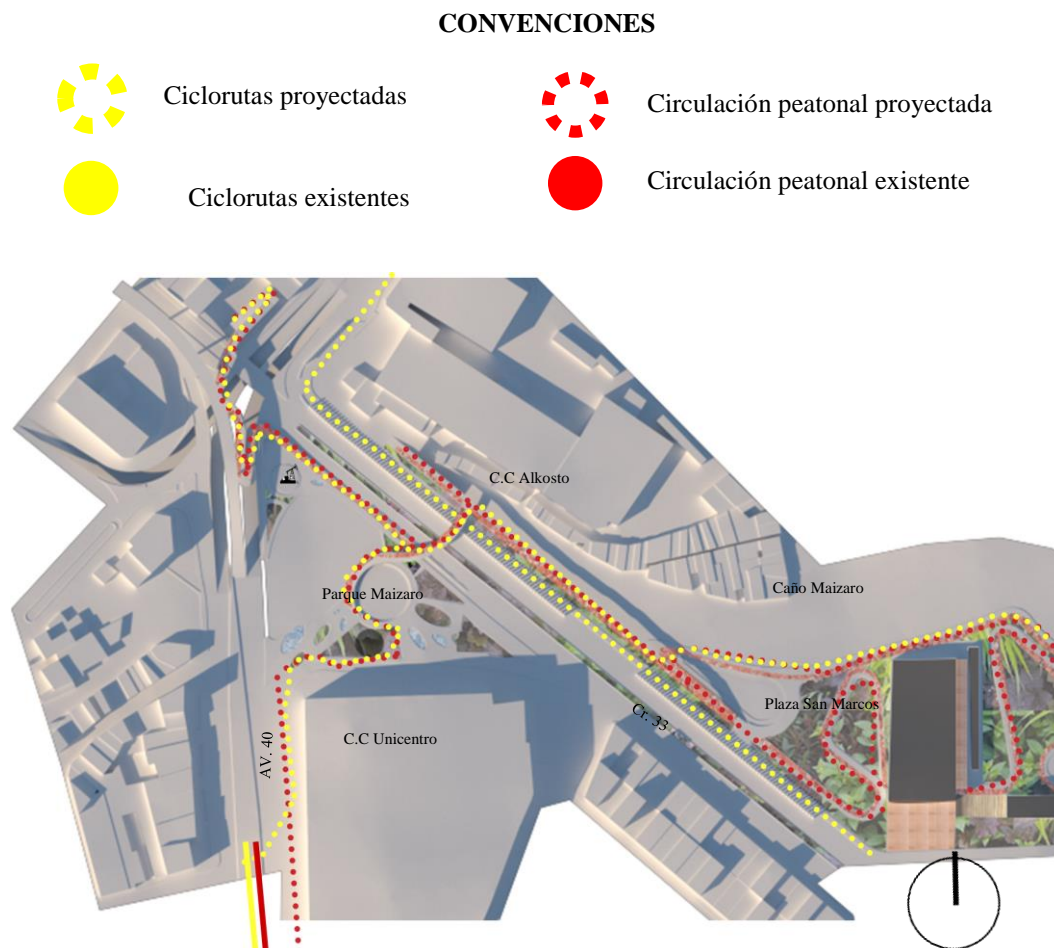 CONVENCIONES
Ciclorutas proyectadas
Circulación peatonal proyectada
Ciclorutas existentes
Circulación peatonal existente
C.C Alkosto
Parque Maizaro
Caño Maizaro
Plaza San Marcos
Cr. 33
C.C Unicentro
AV. 40